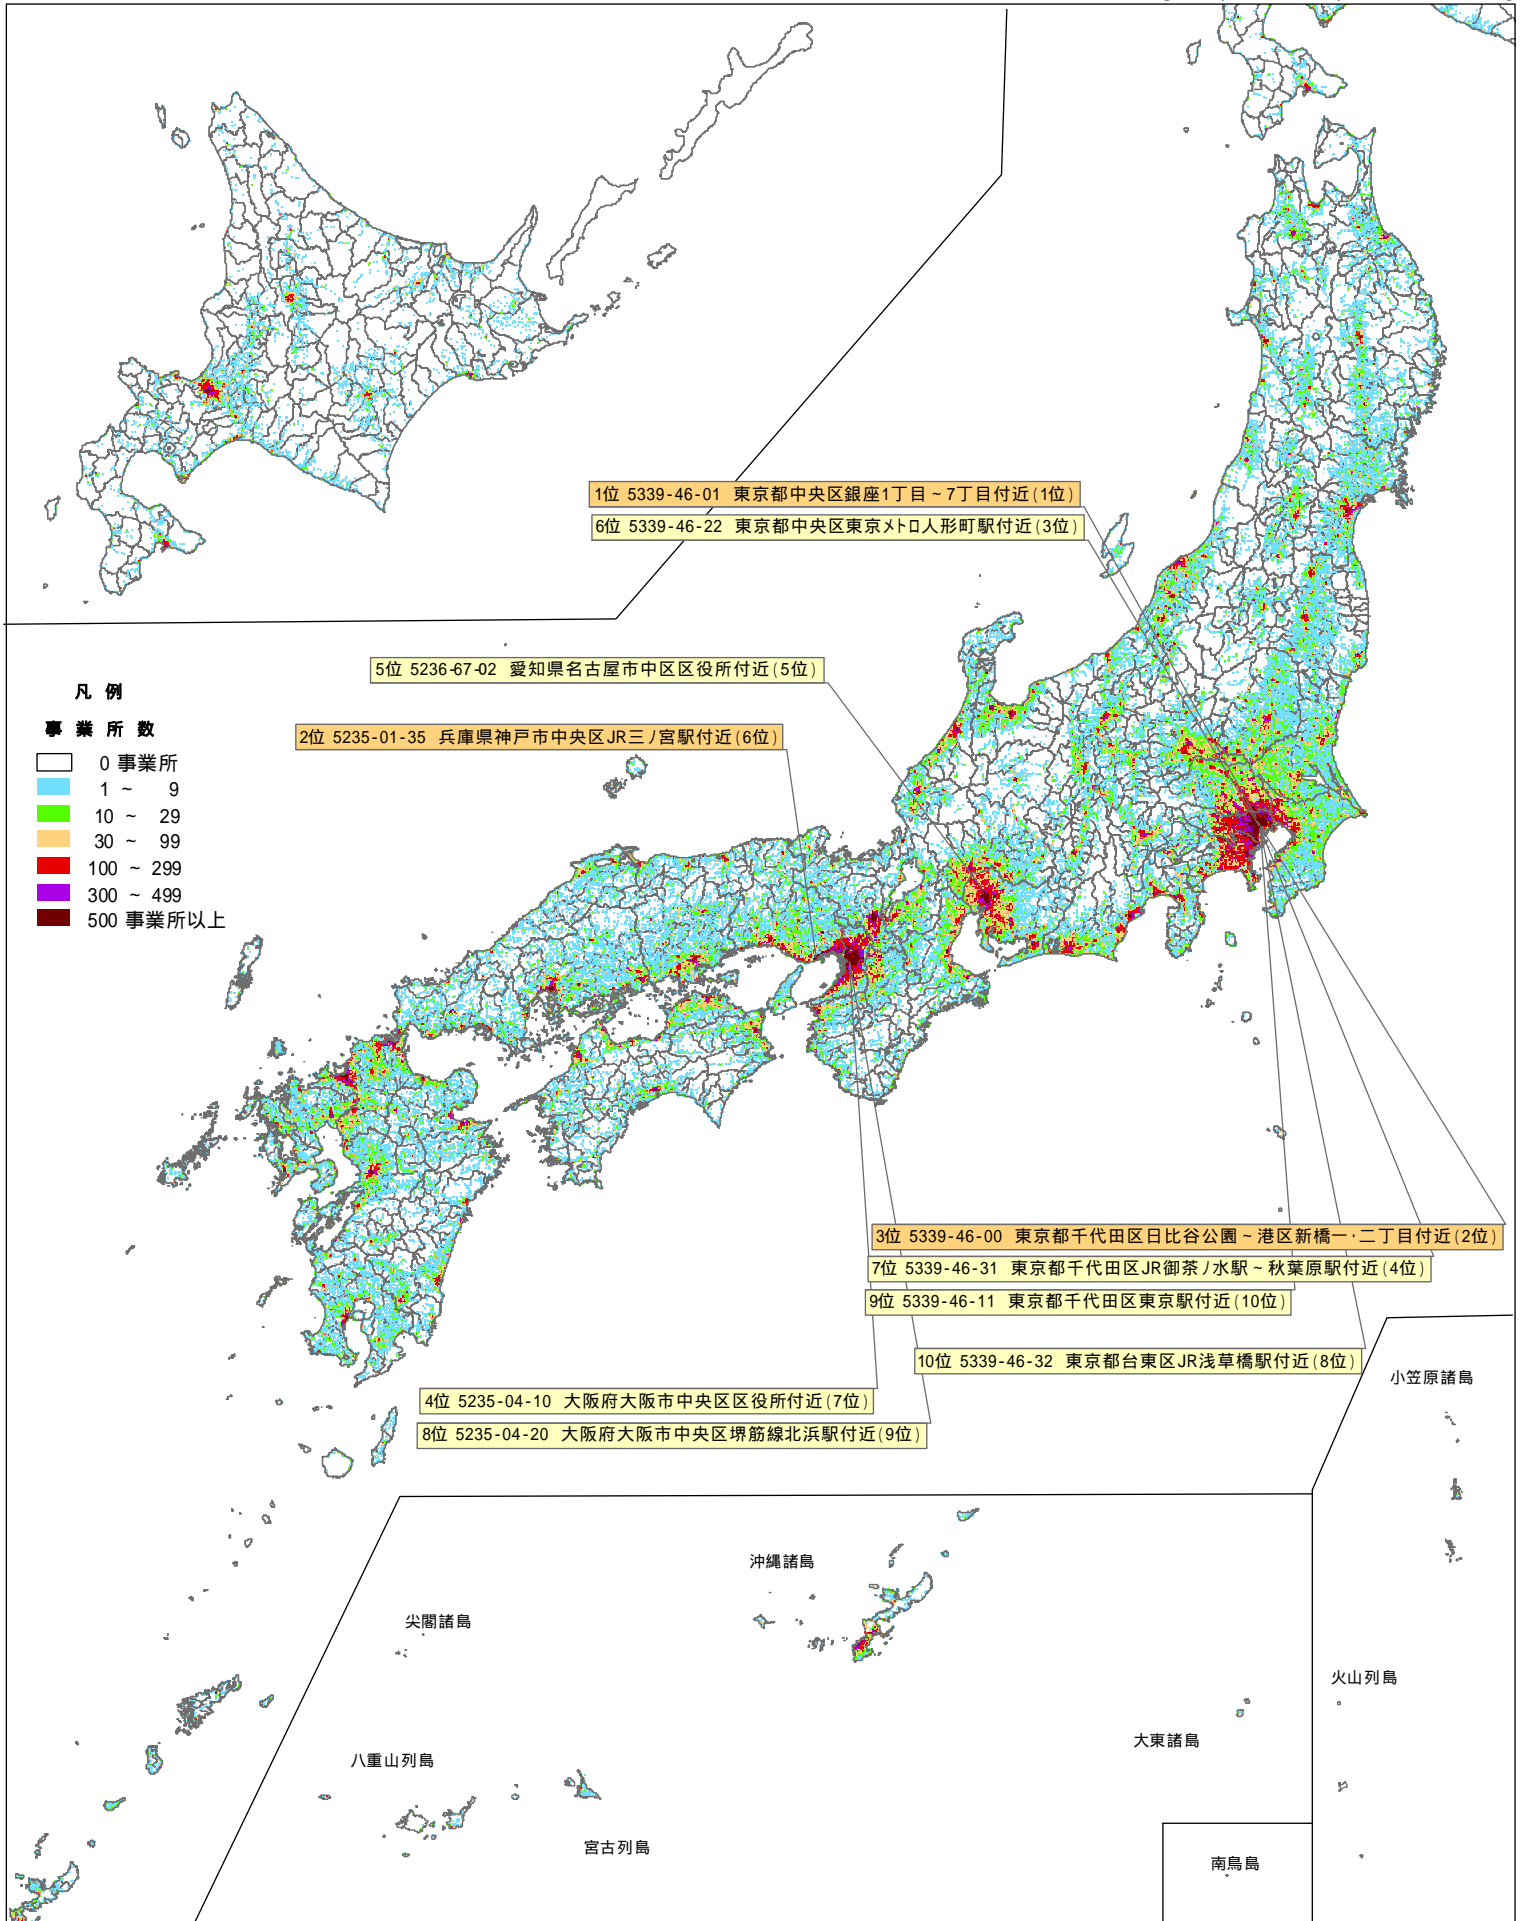 1位 5339-46-01 東京都中央区銀座1丁目~7丁目付近(1位)
6位 5339-46-22 東京都中央区東京メトロ人形町駅付近(3位)
5位 5236-67-02 愛知県名古屋市中区区役所付近(5位)
2位 5235-01-35 兵庫県神戸市中央区JR三ノ宮駅付近(6位)
凡 例
事 業 所 数
0 事業所
1 ~ 9
10 ~ 29
30 ~ 99
100 ~ 299
300 ~ 499
500 事業所以上
3位 5339-46-00 東京都千代田区日比谷公園~港区新橋一・二丁目付近(2位)
7位 5339-46-31 東京都千代田区JR御茶ノ水駅~秋葉原駅付近(4位)
9位 5339-46-11 東京都千代田区東京駅付近(10位)
10位 5339-46-32 東京都台東区JR浅草橋駅付近(8位)
4位 5235-04-10 大阪府大阪市中央区区役所付近(7位)
8位 5235-04-20 大阪府大阪市中央区堺筋線北浜駅付近(9位)
小笠原諸島
沖縄諸島
尖閣諸島
火山列島
大東諸島
八重山列島
宮古列島
南鳥島